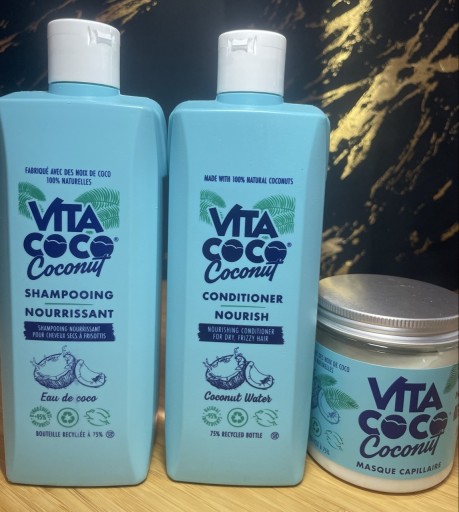 FABRIQUÉ AVEC DES NOIX DE COCO
100% NATURELLES
VITA
COCO®
Coconut
SHAMPOOING
NOURRISSANT
SHAMPOOING NOURRISSANT
POUR CHEVEUX SECS & FRISOTTIS
Eau de coco
BOUTEILLE RECYCLÉE À 75%
MADE WITH 100% NATURAL COCONUTS
VITA
COCO®
Coconut
CONDITIONER
NOURISH
NOURISHING CONDITIONER
FOR DRY, FRIZZY HAIR
Coconut Water
75% RECYCLED BOTTLE
VITA
COCO
Coconut
MASQUE CAPILLAIRE